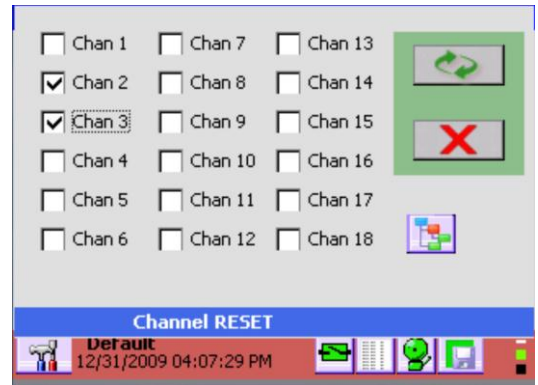 Chan 1 Chan 7 Chan 13
Chan 2 Chan 8 Chan 14
Chan 3 Chan 9 Chan 15
Chan 4 Chan 10 Chan 16
Chan 5 Chan 11 Chan 17
Chan 6 Chan 12 Chan 18
Channel RESET
Default
12/31/2009 04:07:29 PM